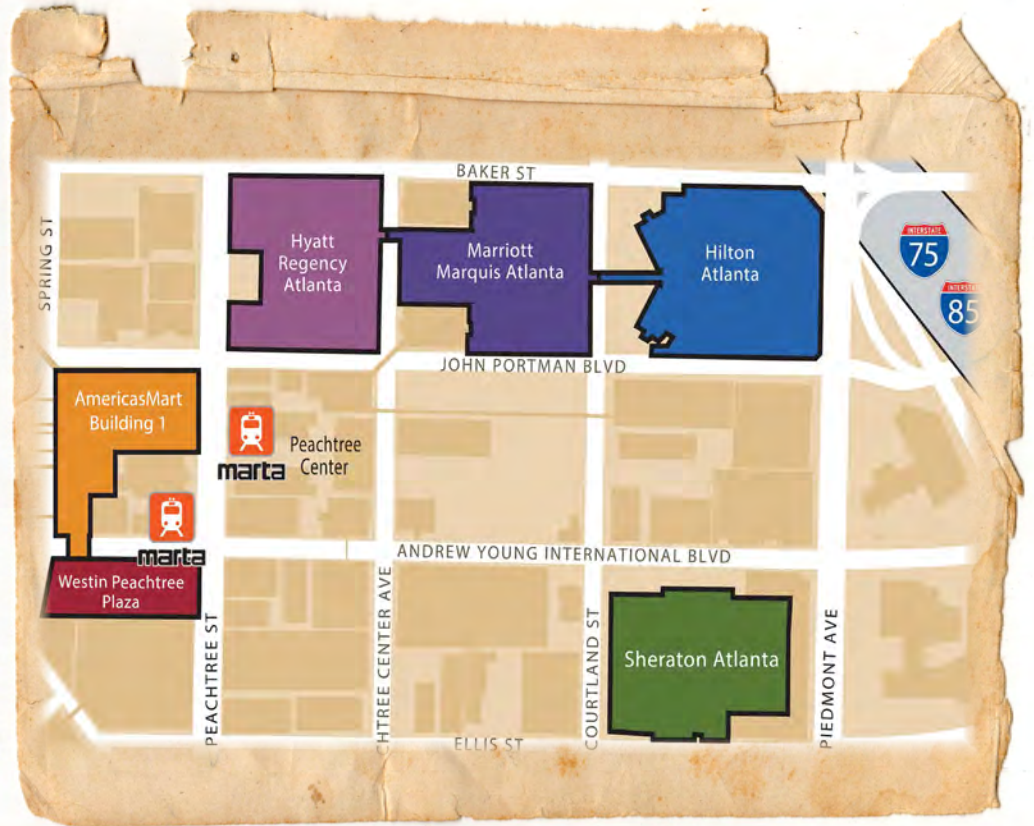 BAKER ST
SPRING ST
Hyatt
Regency
Atlanta
Marriott
Marquis Atlanta
Hilton
Atlanta
INTERSTATE
75
INTERSTA
85
JOHN PORTMAN BLVD
AmericasMart
Building 1
marta
Peachtree
Center
marta
ANDREW YOUNG INTERNATIONAL BLVD
Westin Peachtree
Plaza
PEACHTREE ST
CHTREE CENTER AVE
COURTLAND ST
Sheraton Atlanta
PIEDMONT AVE
ELLIS ST